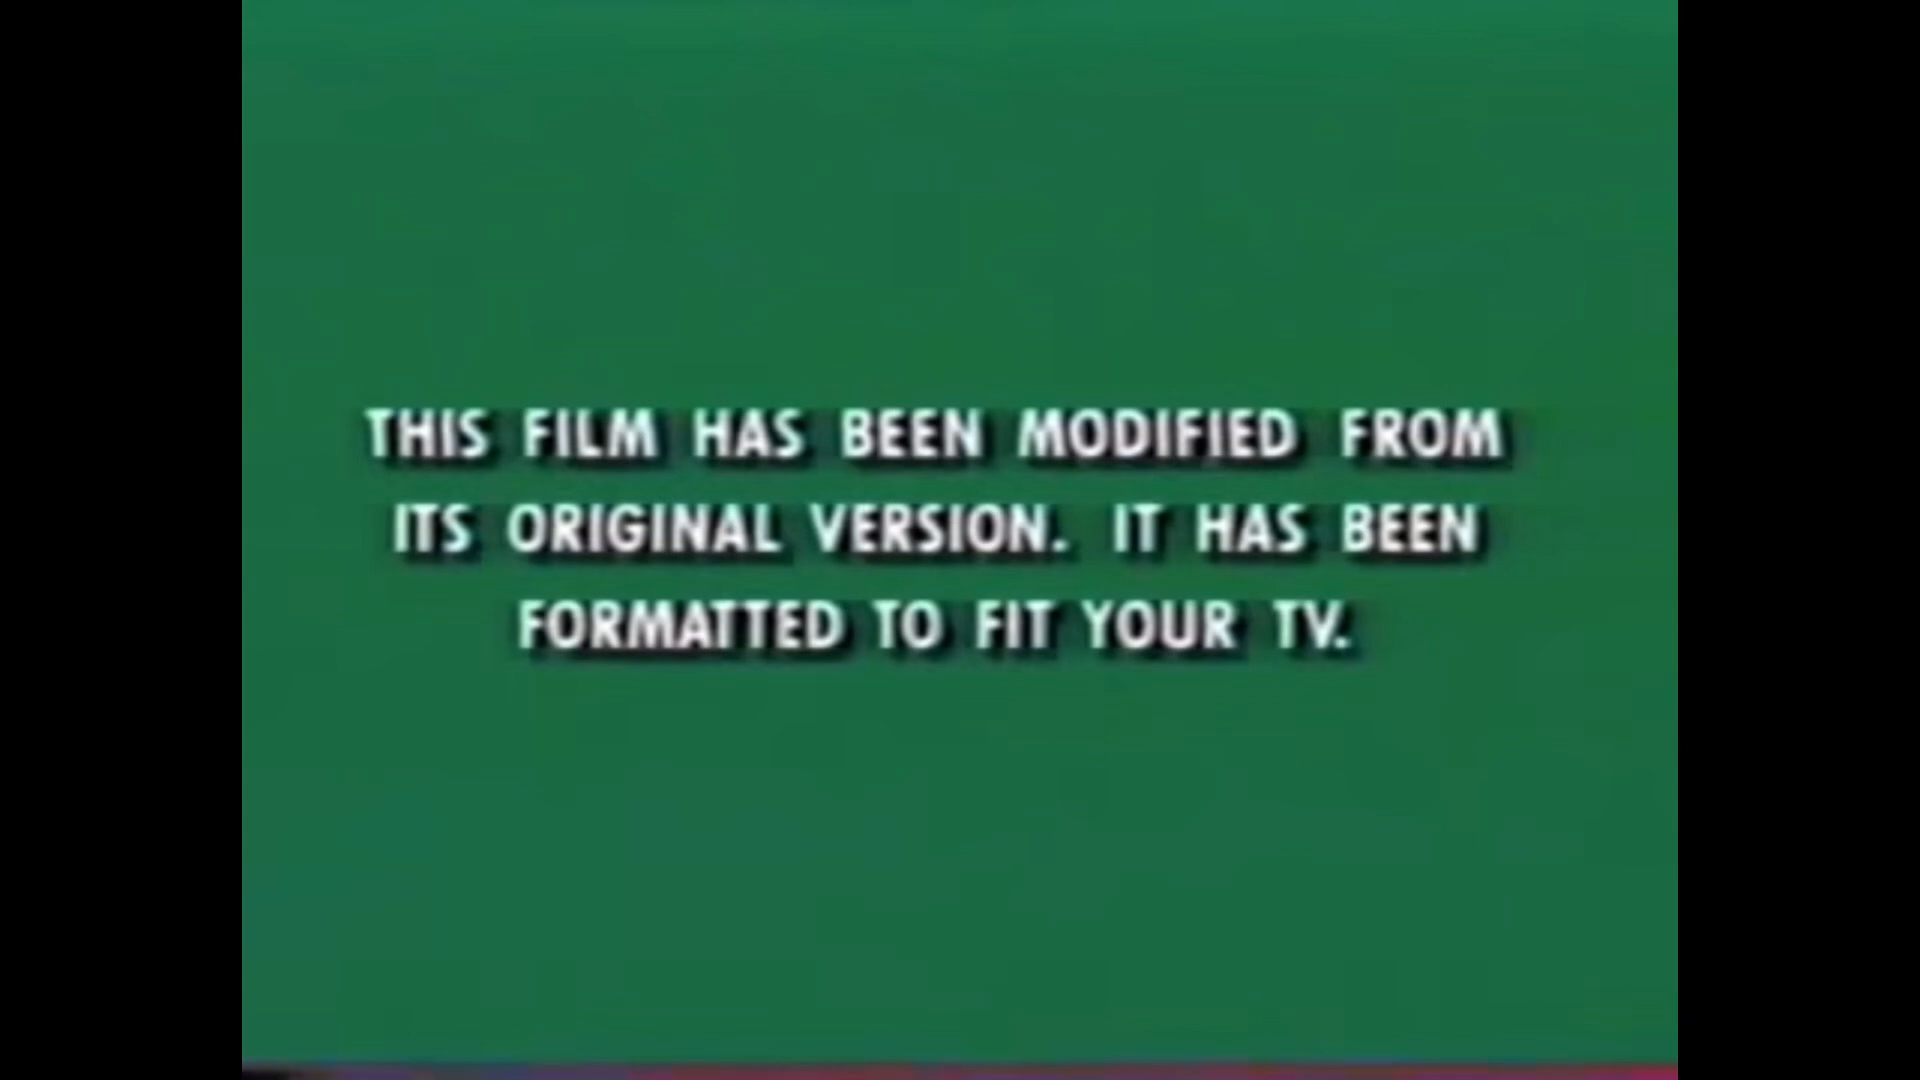 THIS FILM HAS BEEN MODIFIED FROM
ITS ORIGINAL VERSION. IT HAS BEEN
FORMATTED TO FIT YOUR TV.